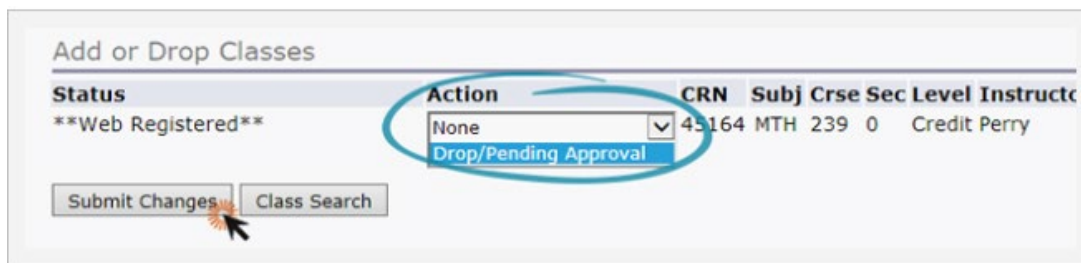 Add or Drop Classes
Status Action CRN Subj Crse Sec Level Instructo
**Web Registered** None 45164 MTH 239 0 Credit Perry
Drop/Pending Approval
Submit Changes Class Search